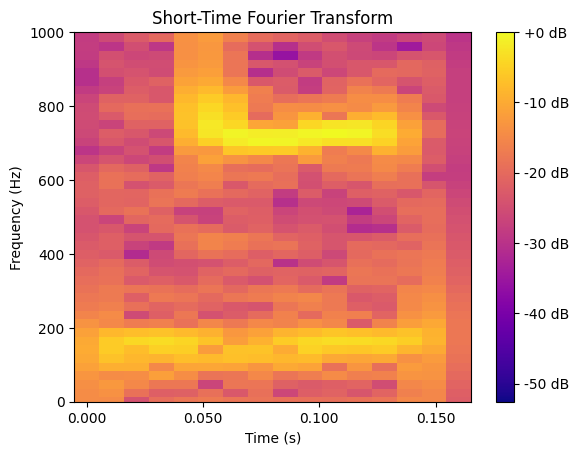 Short-Time Fourier Transform
1000
800
600
400
200
0
Frequency (Hz)
0.000
0.050
0.100
0.150
Time (s)
+0 dB
-10 dB
-20 dB
-30 dB
-40 dB
-50 dB